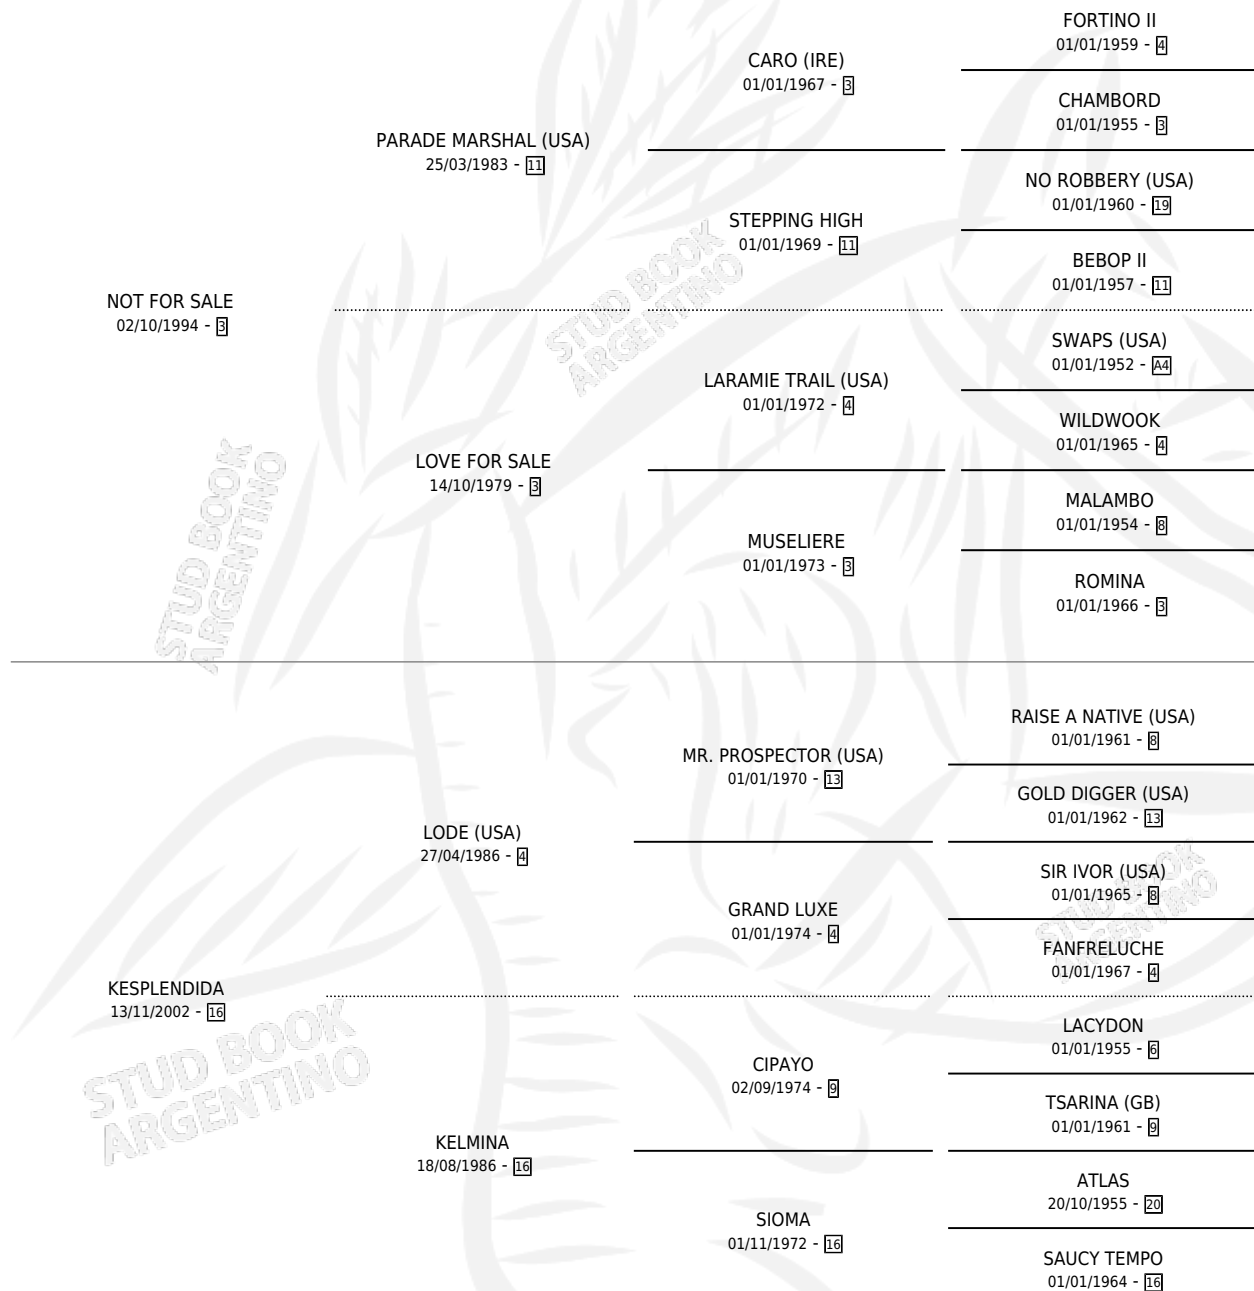 FORTINO II
01/01/1959 - 4
CARO (IRE)
01/01/1967 - 3
CHAMBORD
01/01/1955 - 3
PARADE MARSHAL (USA)
25/03/1983 - 11
NO ROBBERY (USA)
01/01/1960 - 19
STEPPING HIGH
01/01/1969 - 11
BEBOP II
01/01/1957 - 11
NOT FOR SALE
02/10/1994 - 3
STUD BOOK
ARGENTINO
SWAPS (USA)
01/01/1952 - A4
LARAMIE TRAIL (USA)
01/01/1972 - 4
WILDWOOK
01/01/1965 - 4
LOVE FOR SALE
14/10/1979 - 3
MALAMBO
01/01/1954 - 8
MUSELIERE
01/01/1973 - 3
ROMINA
01/01/1966 - 3
STUD BOOK
ARGENTINO
RAISE A NATIVE (USA)
01/01/1961 - 8
MR. PROSPECTOR (USA)
01/01/1970 - 13
GOLD DIGGER (USA)
01/01/1962 - 13
LODE (USA)
27/04/1986 - 4
SIR IVOR (USA)
01/01/1965 - 8
GRAND LUXE
01/01/1974 - 4
STUD BOOK
ARGENTINO
FANFRELUCHE
01/01/1967 - 4
KESPLENDIDA
13/11/2002 - 16
LACYDON
01/01/1955 - 6
CIPAYO
02/09/1974 - 9
TSARINA (GB)
01/01/1961 - 9
STUD BOOK
ARGENTINO
KELMINA
18/08/1986 - 16
ATLAS
20/10/1955 - 20
SIOMA
01/11/1972 - 16
SAUCY TEMPO
01/01/1964 - 16